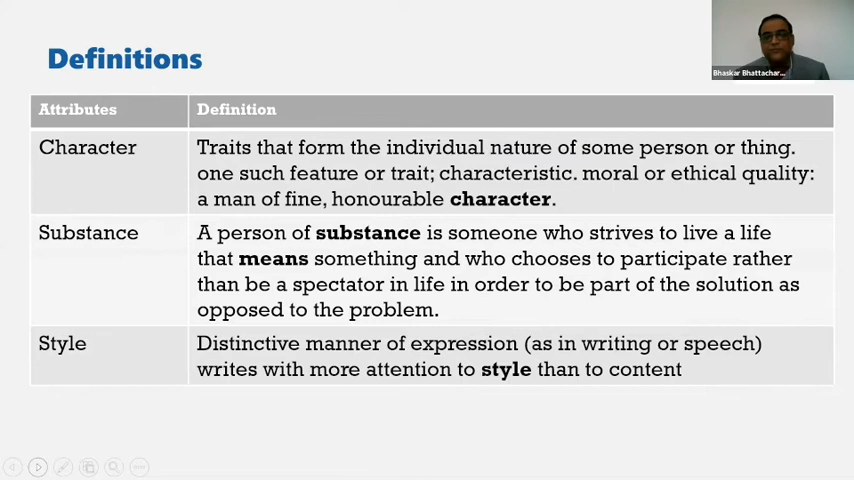 Definitions
Bhaskar Bhattachar...
Attributes
Definition
Character
Traits that form the individual nature of some person or thing.
one such feature or trait; characteristic. moral or ethical quality:
a man of fine, honourable character.
Substance
A person of substance is someone who strives to live a life
that means something and who chooses to participate rather
than be a spectator in life in order to be part of the solution as
opposed to the problem.
Style
Distinctive manner of expression (as in writing or speech)
writes with more attention to style than to content